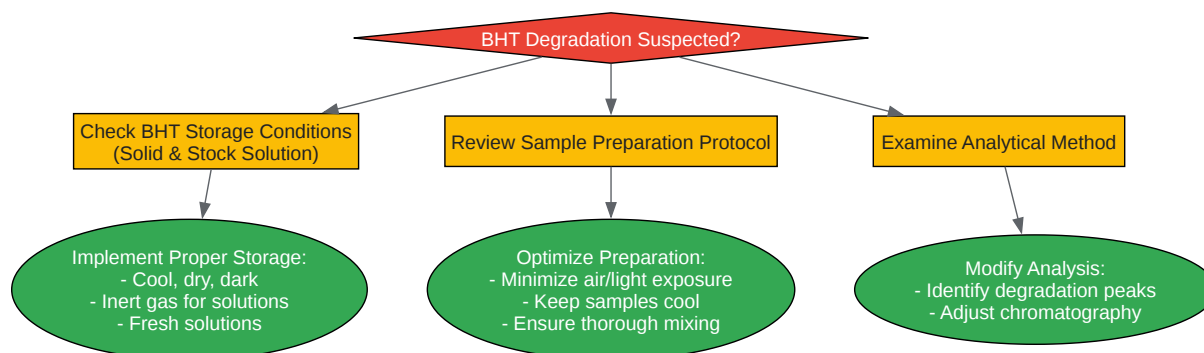 BHT Degradation Suspected?
Check BHT Storage Conditions
(Solid & Stock Solution)
Review Sample Preparation Protocol
Examine Analytical Method
Implement Proper Storage:
- Cool, dry, dark
- Inert gas for solutions
- Fresh solutions
Optimize Preparation:
- Minimize air/light exposure
- Keep samples cool
- Ensure thorough mixing
Modify Analysis:
- Identify degradation peaks
- Adjust chromatography